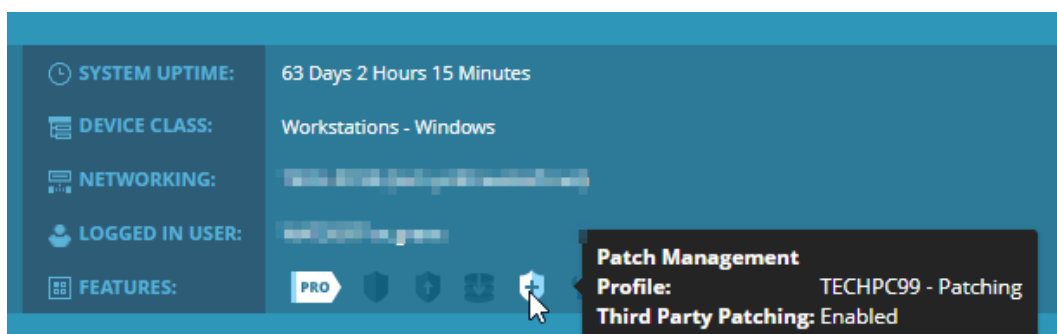 SYSTEM UPTIME: 63 Days 2 Hours 15 Minutes
DEVICE CLASS: Workstations - Windows
NETWORKING:
LOGGED IN USER:
FEATURES: PRO
Patch Management
Profile: TECHPC99 - Patching
Third Party Patching: Enabled